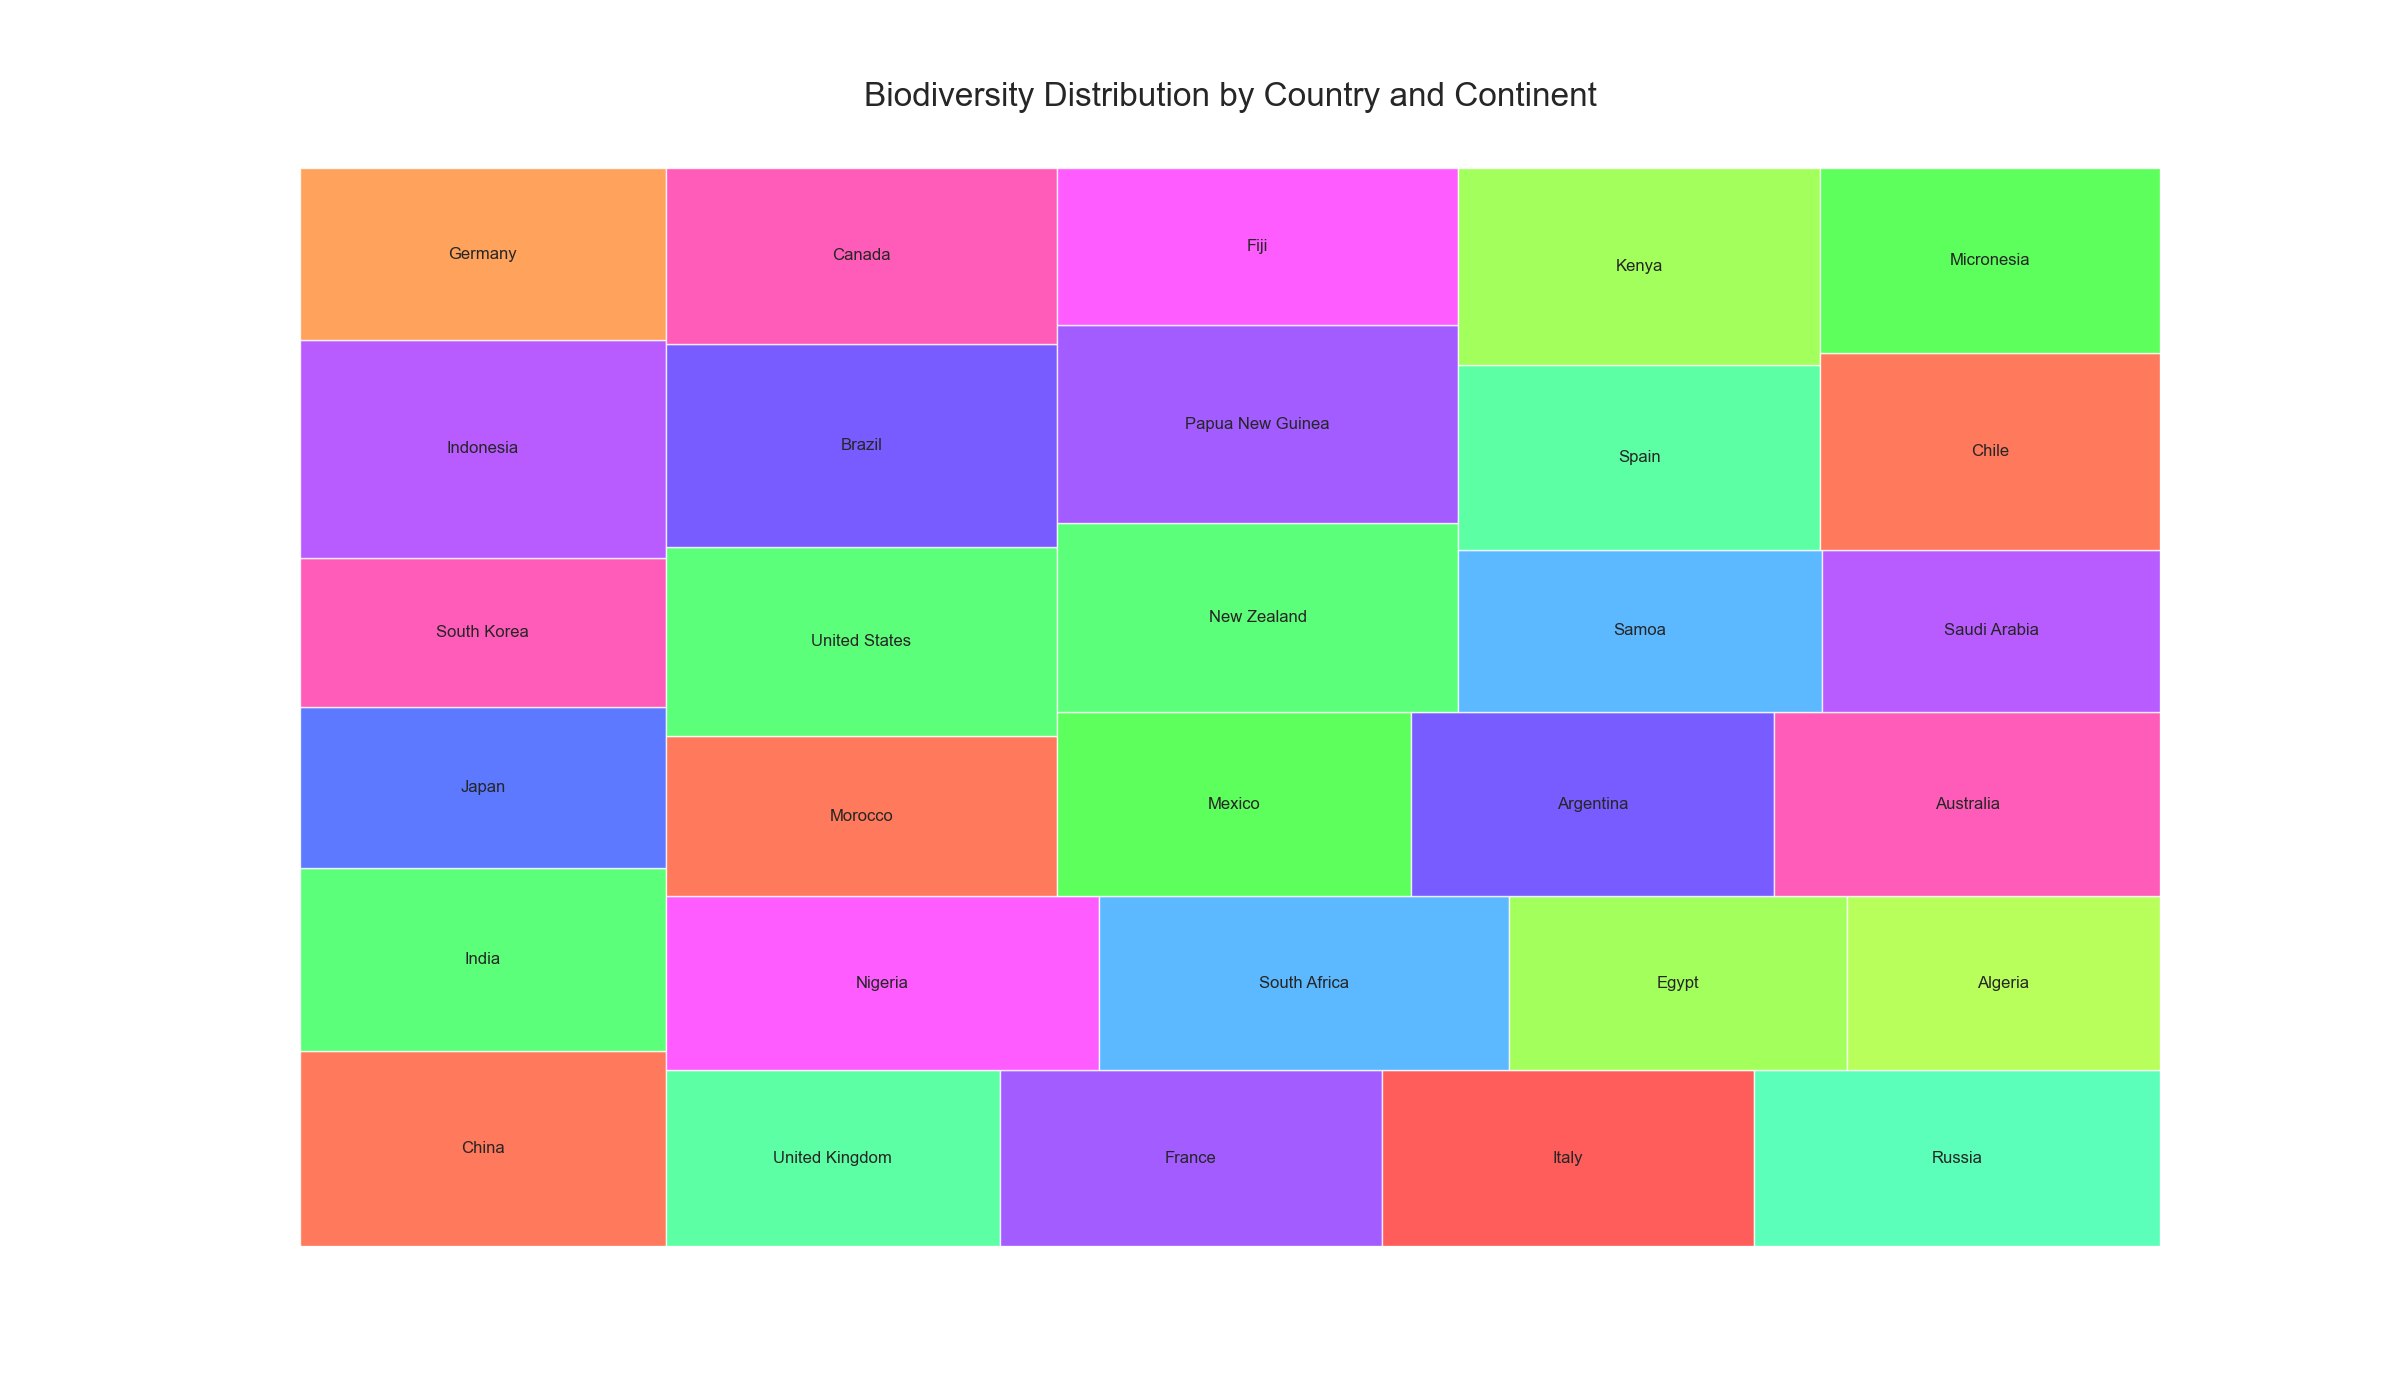 Biodiversity Distribution by Country and Continent
Germany
Canada
Fiji
Kenya
Micronesia
Indonesia
Brazil
Papua New Guinea
Spain
Chile
South Korea
United States
New Zealand
Samoa
Saudi Arabia
Japan
Morocco
Mexico
Argentina
Australia
India
Nigeria
South Africa
Egypt
Algeria
China
United Kingdom
France
Italy
Russia